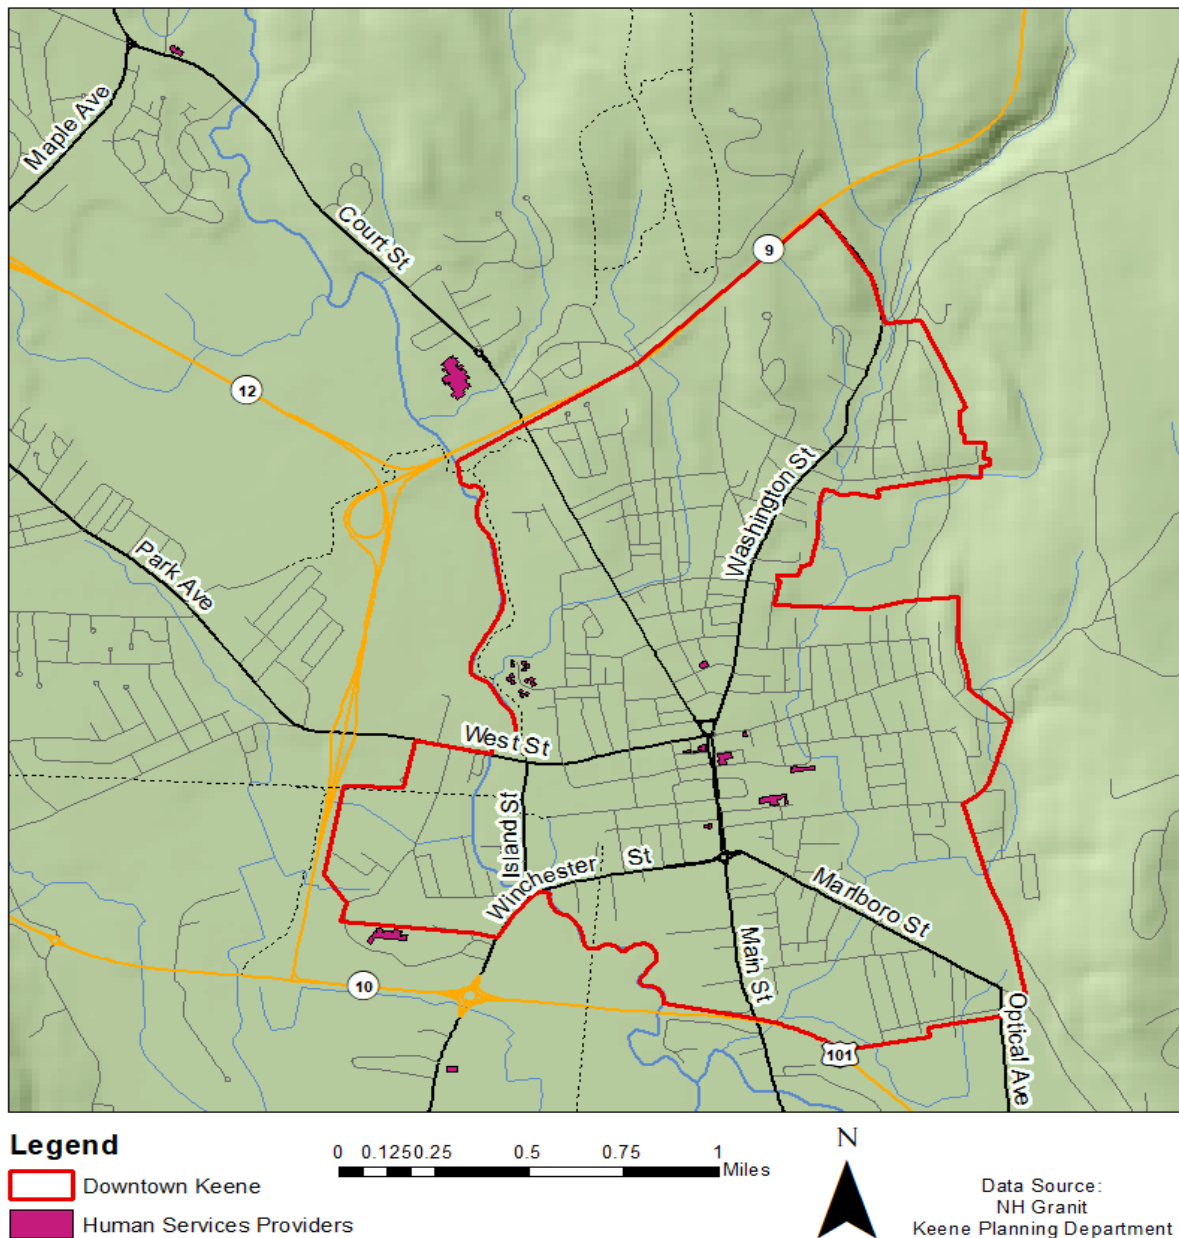 Maple Ave
Court St
9
12
Washington St
Park Ave
West St
Island St
Winchester St
Marlboro St
Main St
10
Optical Ave
101
Legend
Downtown Keene
Human Services Providers
0 0.125 0.25 0.5 0.75 1
Miles
N
Data Source:
NH Granit
Keene Planning Department